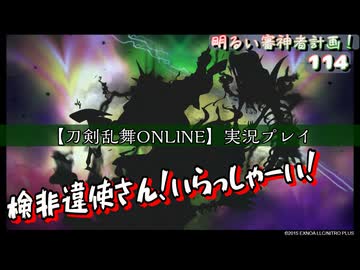 明るい審神者計画！
114
【刀剣乱舞ONLINE】実況プレイ
検非違使さん！いらっしゃーい！
©2015 EXNOA LLC/NITRO PLUS